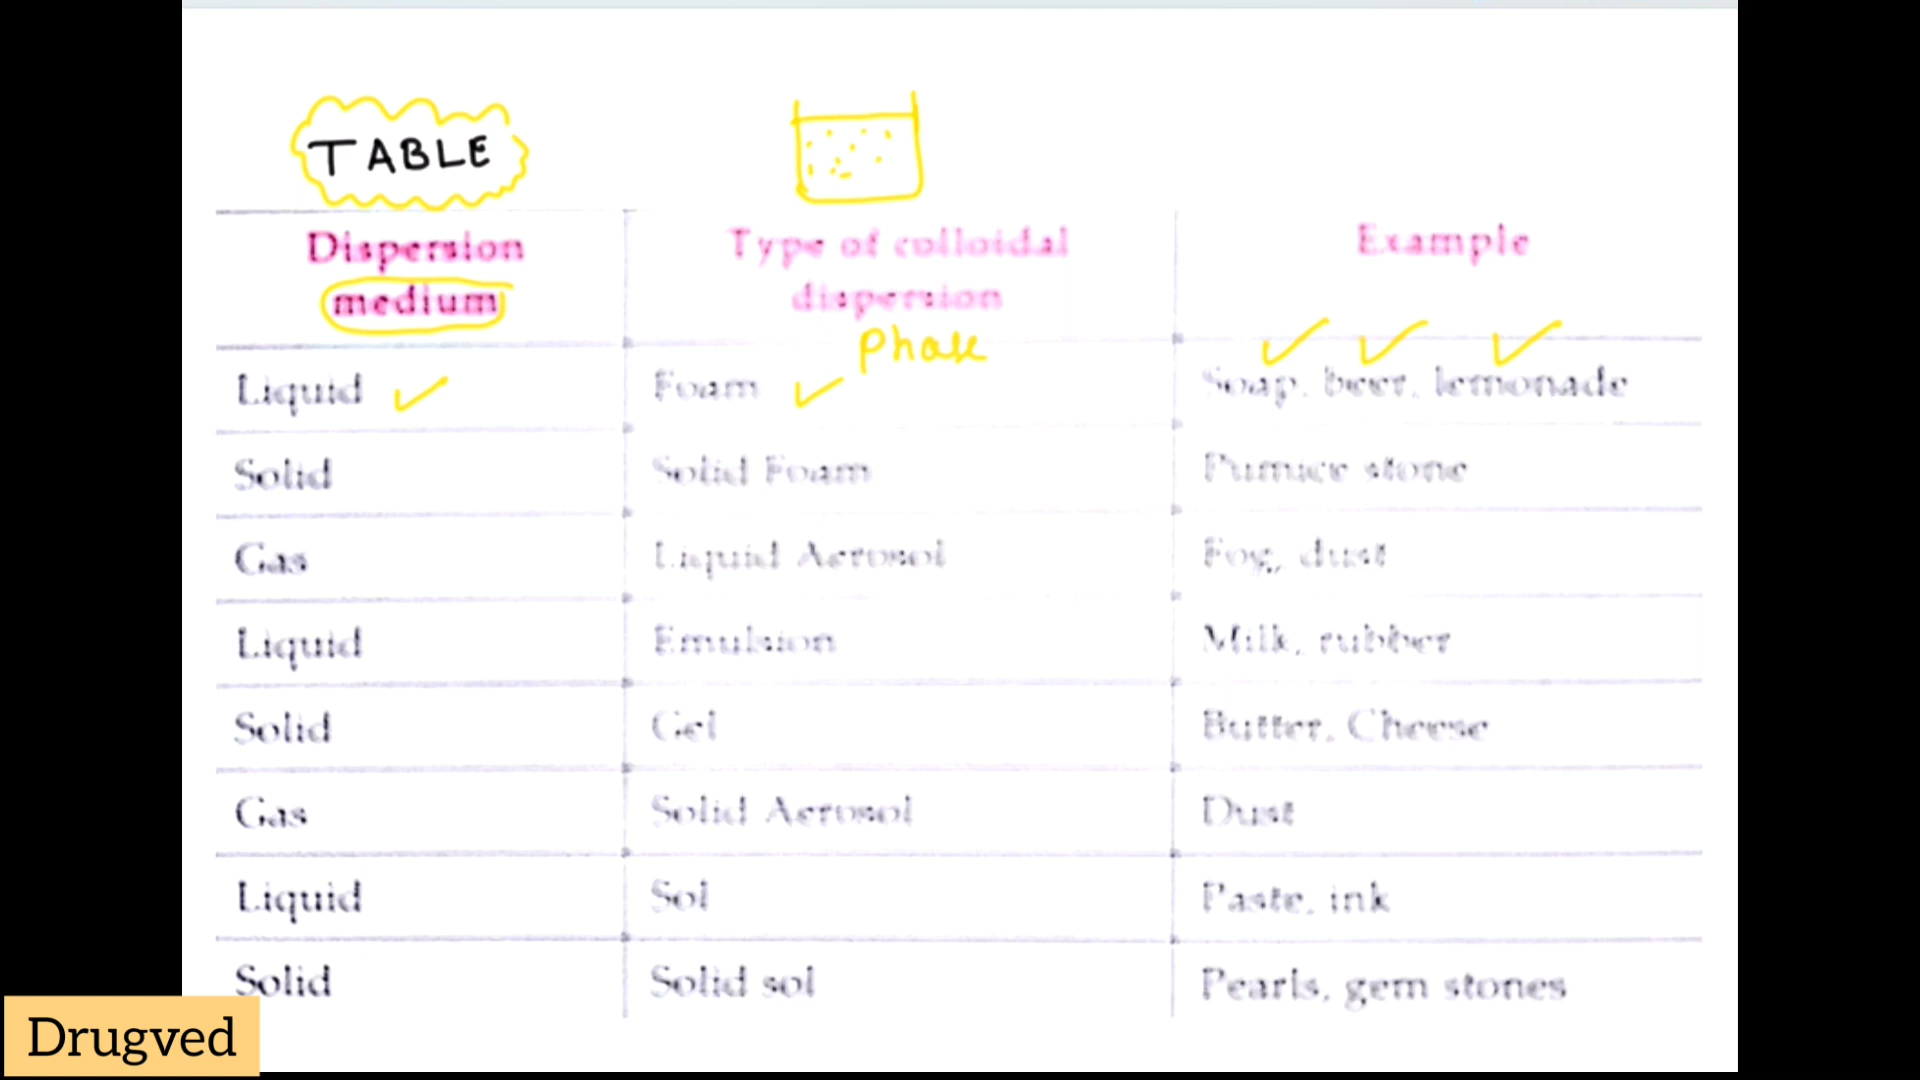 TABLE
Dispersion medium
Type of colloidal dispersion
Example
Phase
Liquid Foam Soap, beer, lemonade
Solid Solid Foam Pumice stone
Gas Liquid Aerosol Fog, dust
Liquid Emulsion Milk, rubber
Solid Gel Butter, Cheese
Gas Solid Aerosol Dust
Liquid Sol Paste, ink
Solid Solid sol Pearls, gem stones
Drugved